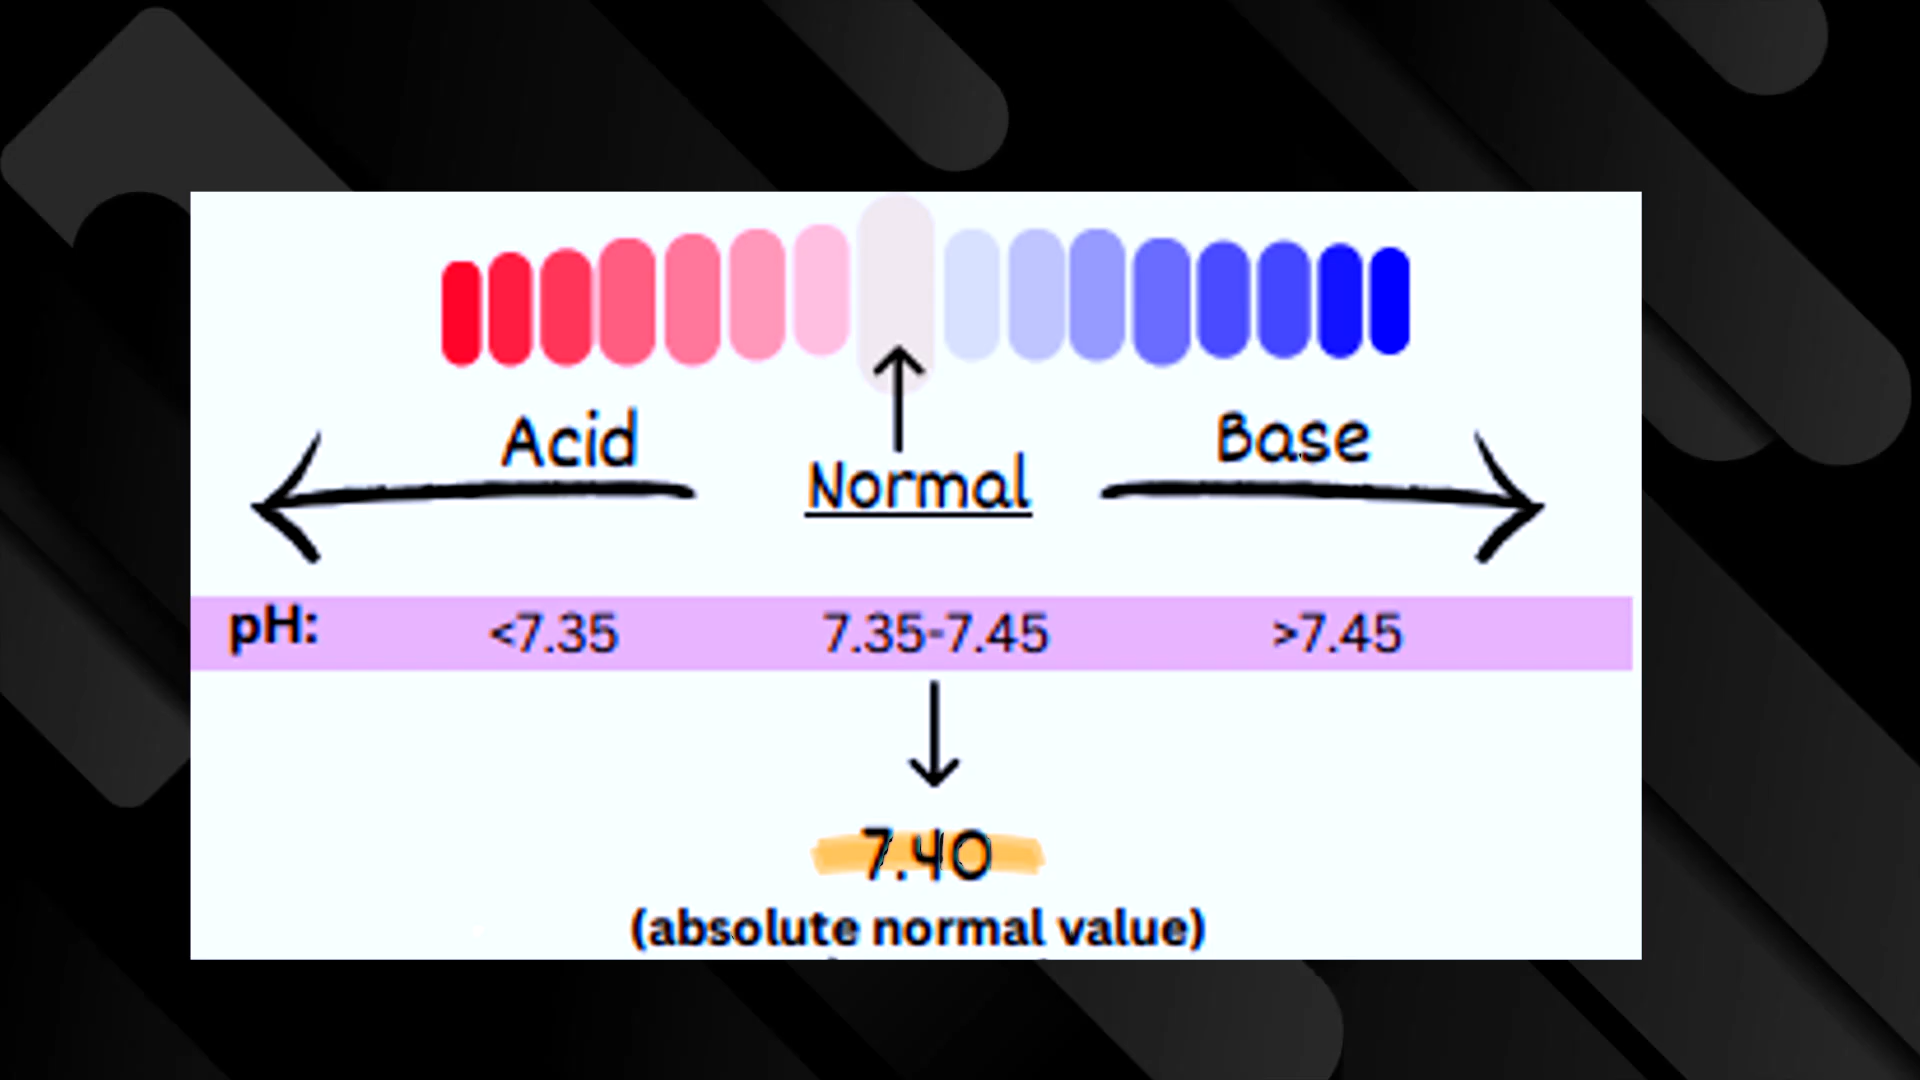 Acid
Normal
Base
pH: <7.35 7.35-7.45 >7.45
7.40
(absolute normal value)